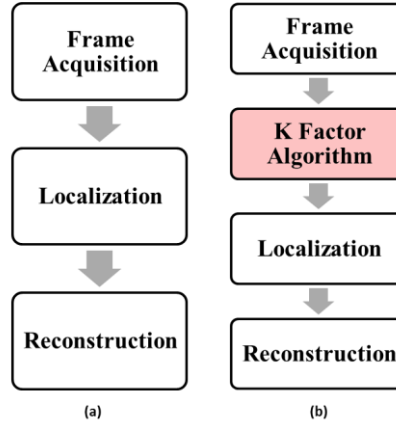 Frame
Acquisition
Localization
Reconstruction
(a)
Frame
Acquisition
K Factor
Algorithm
Localization
Reconstruction
(b)